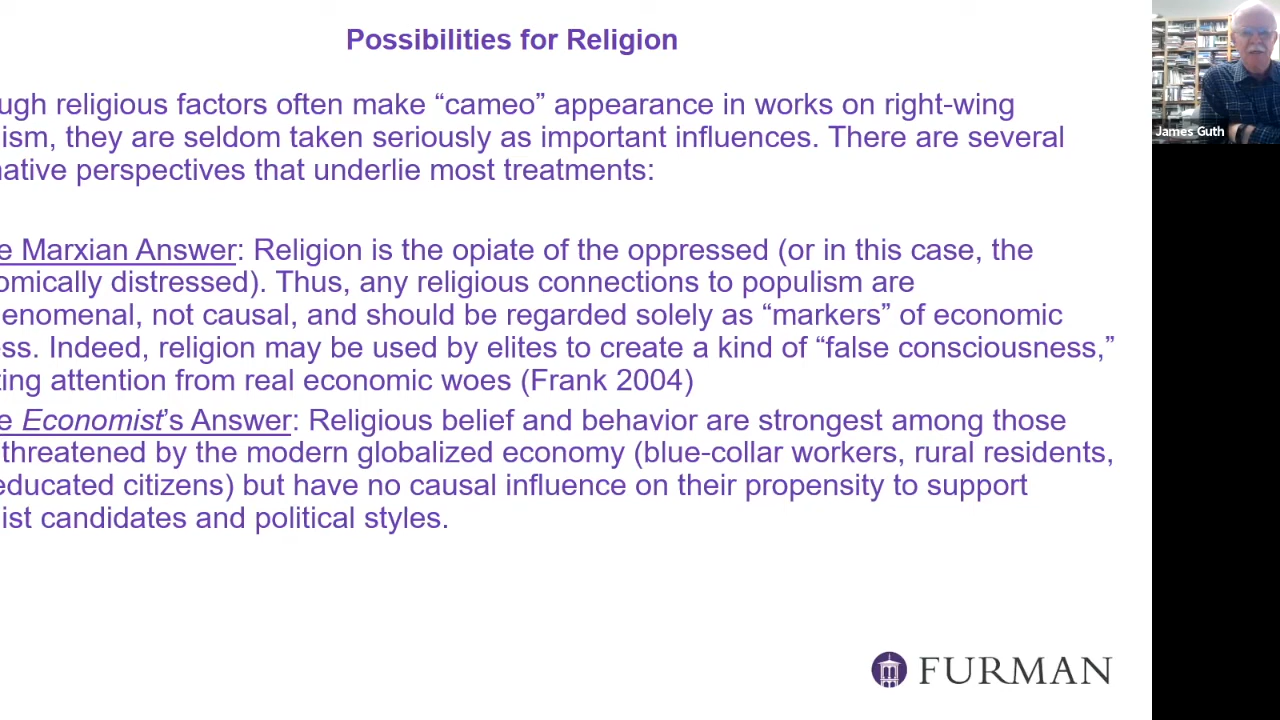 Possibilities for Religion
ugh religious factors often make “cameo” appearance in works on right-wing
ism, they are seldom taken seriously as important influences. There are several
native perspectives that underlie most treatments:
e Marxian Answer: Religion is the opiate of the oppressed (or in this case, the
omically distressed). Thus, any religious connections to populism are
enomenal, not causal, and should be regarded solely as “markers” of economic
ess. Indeed, religion may be used by elites to create a kind of “false consciousness,”
ting attention from real economic woes (Frank 2004)
e Economist’s Answer: Religious belief and behavior are strongest among those
threatened by the modern globalized economy (blue-collar workers, rural residents,
educated citizens) but have no causal influence on their propensity to support
ist candidates and political styles.
FURMAN
James Guth